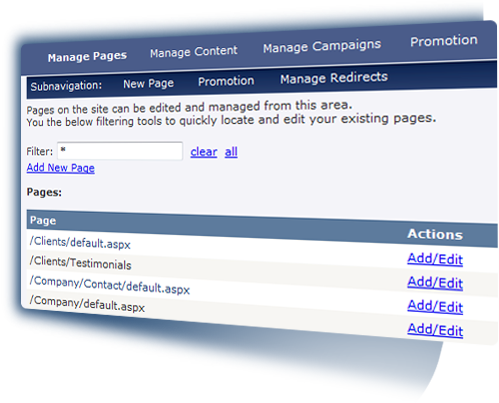 Manage Pages Manage Content Manage Campaigns Promotion
Subnavigation: New Page Promotion Manage Redirects
Pages on the site can be edited and managed from this area.
You the below filtering tools to quickly locate and edit your existing pages.
Filter: * clear all
Add New Page
Pages:
Page Actions
/Clients/default.aspx Add/Edit
/Clients/Testimonials Add/Edit
/Company/Contact/default.aspx Add/Edit
/Company/default.aspx Add/Edit